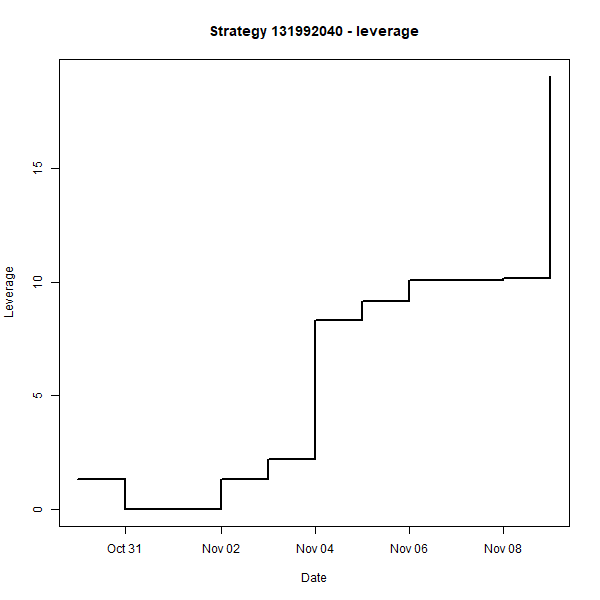 Strategy 131992040 - leverage
15
10
5
0
Leverage
Oct 31
Nov 02
Nov 04
Nov 06
Nov 08
Date